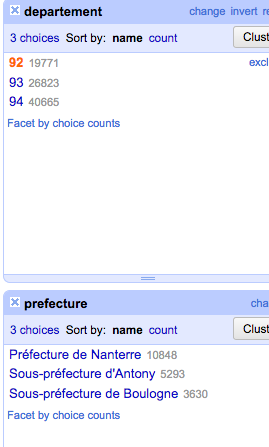 departement change invert re
3 choices Sort by: name count Clust
92 19771 excl
93 26823
94 40665
Facet by choice counts
prefecture cha
3 choices Sort by: name count Clust
Préfecture de Nanterre 10848
Sous-préfecture d'Antony 5293
Sous-préfecture de Boulogne 3630
Facet by choice counts